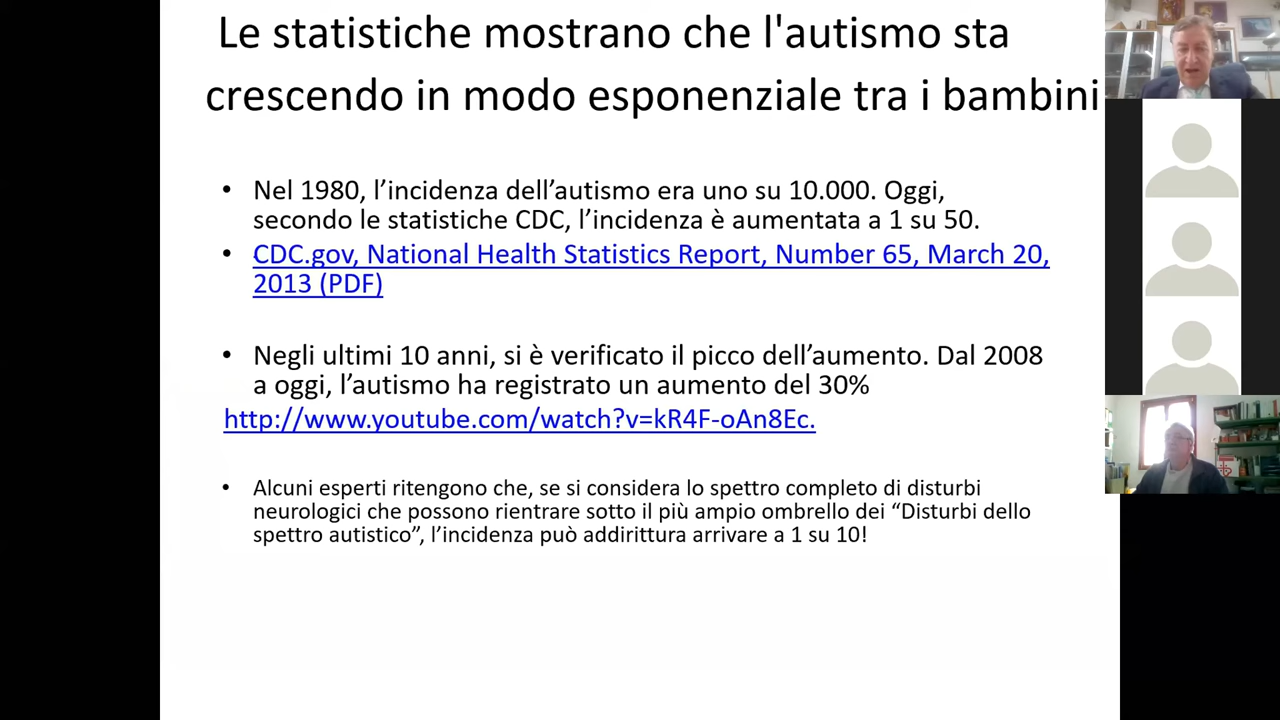 Le statistiche mostrano che l'autismo sta
crescendo in modo esponenziale tra i bambini
• Nel 1980, l’incidenza dell’autismo era uno su 10.000. Oggi,
secondo le statistiche CDC, l’incidenza è aumentata a 1 su 50.
• CDC.gov, National Health Statistics Report, Number 65, March 20,
2013 (PDF)
• Negli ultimi 10 anni, si è verificato il picco dell’aumento. Dal 2008
a oggi, l’autismo ha registrato un aumento del 30%
http://www.youtube.com/watch?v=kR4F-oAn8Ec.
• Alcuni esperti ritengono che, se si considera lo spettro completo di disturbi
neurologici che possono rientrare sotto il più ampio ombrello dei “Disturbi dello
spettro autistico”, l’incidenza può addirittura arrivare a 1 su 10!